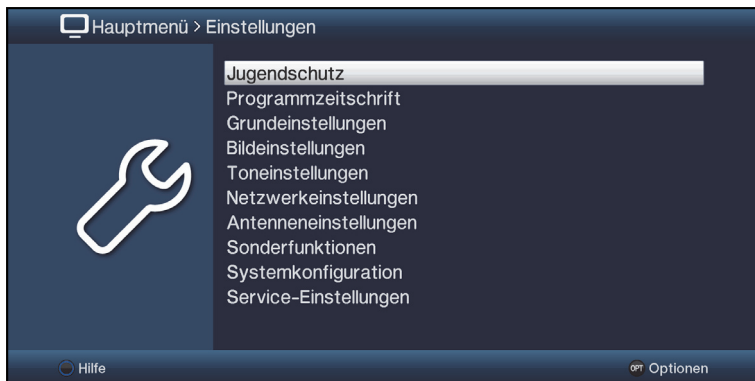 Hauptmenü > Einstellungen
Jugendschutz
Programmzeitschrift
Grundeinstellungen
Bildeinstellungen
Toneinstellungen
Netzwerkeinstellungen
Antenneneinstellungen
Sonderfunktionen
Systemkonfiguration
Service-Einstellungen
Hilfe
OPT Optionen